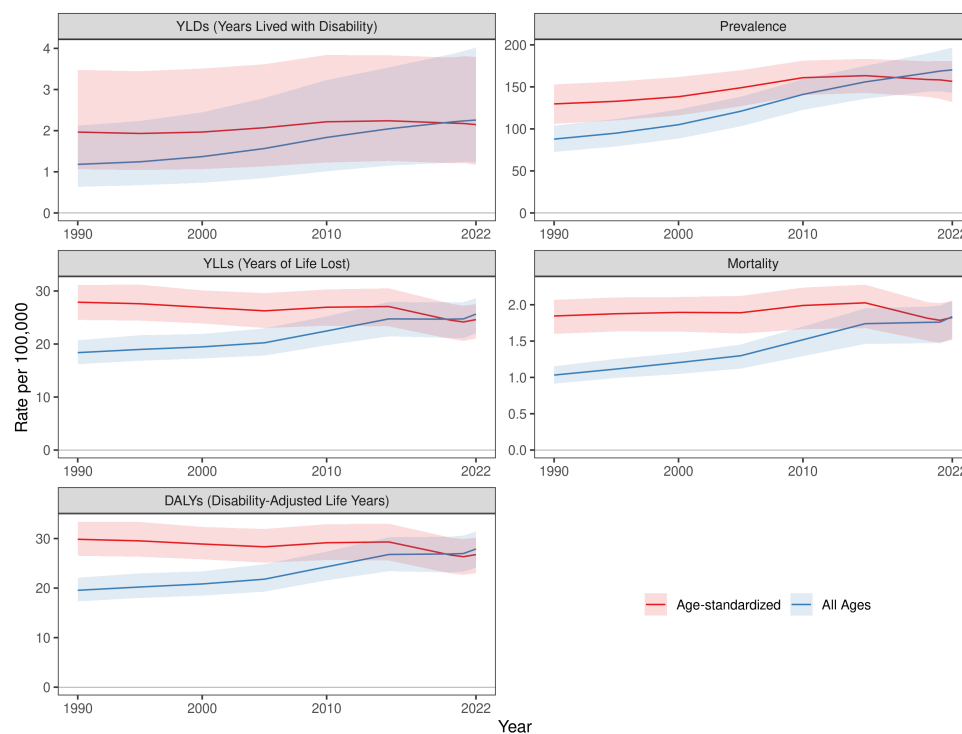 YLDs (Years Lived with Disability)
Prevalence
4
3
2
1
0
200
150
100
50
0
1990 2000 2010 2022
1990 2000 2010 2022
YLLs (Years of Life Lost)
Mortality
30
20
10
0
2.0
1.5
1.0
0.5
0.0
1990 2000 2010 2022
1990 2000 2010 2022
DALYs (Disability-Adjusted Life Years)
30
20
10
0
1990 2000 2010 2022
Rate per 100,000
Year
Age-standardized
All Ages